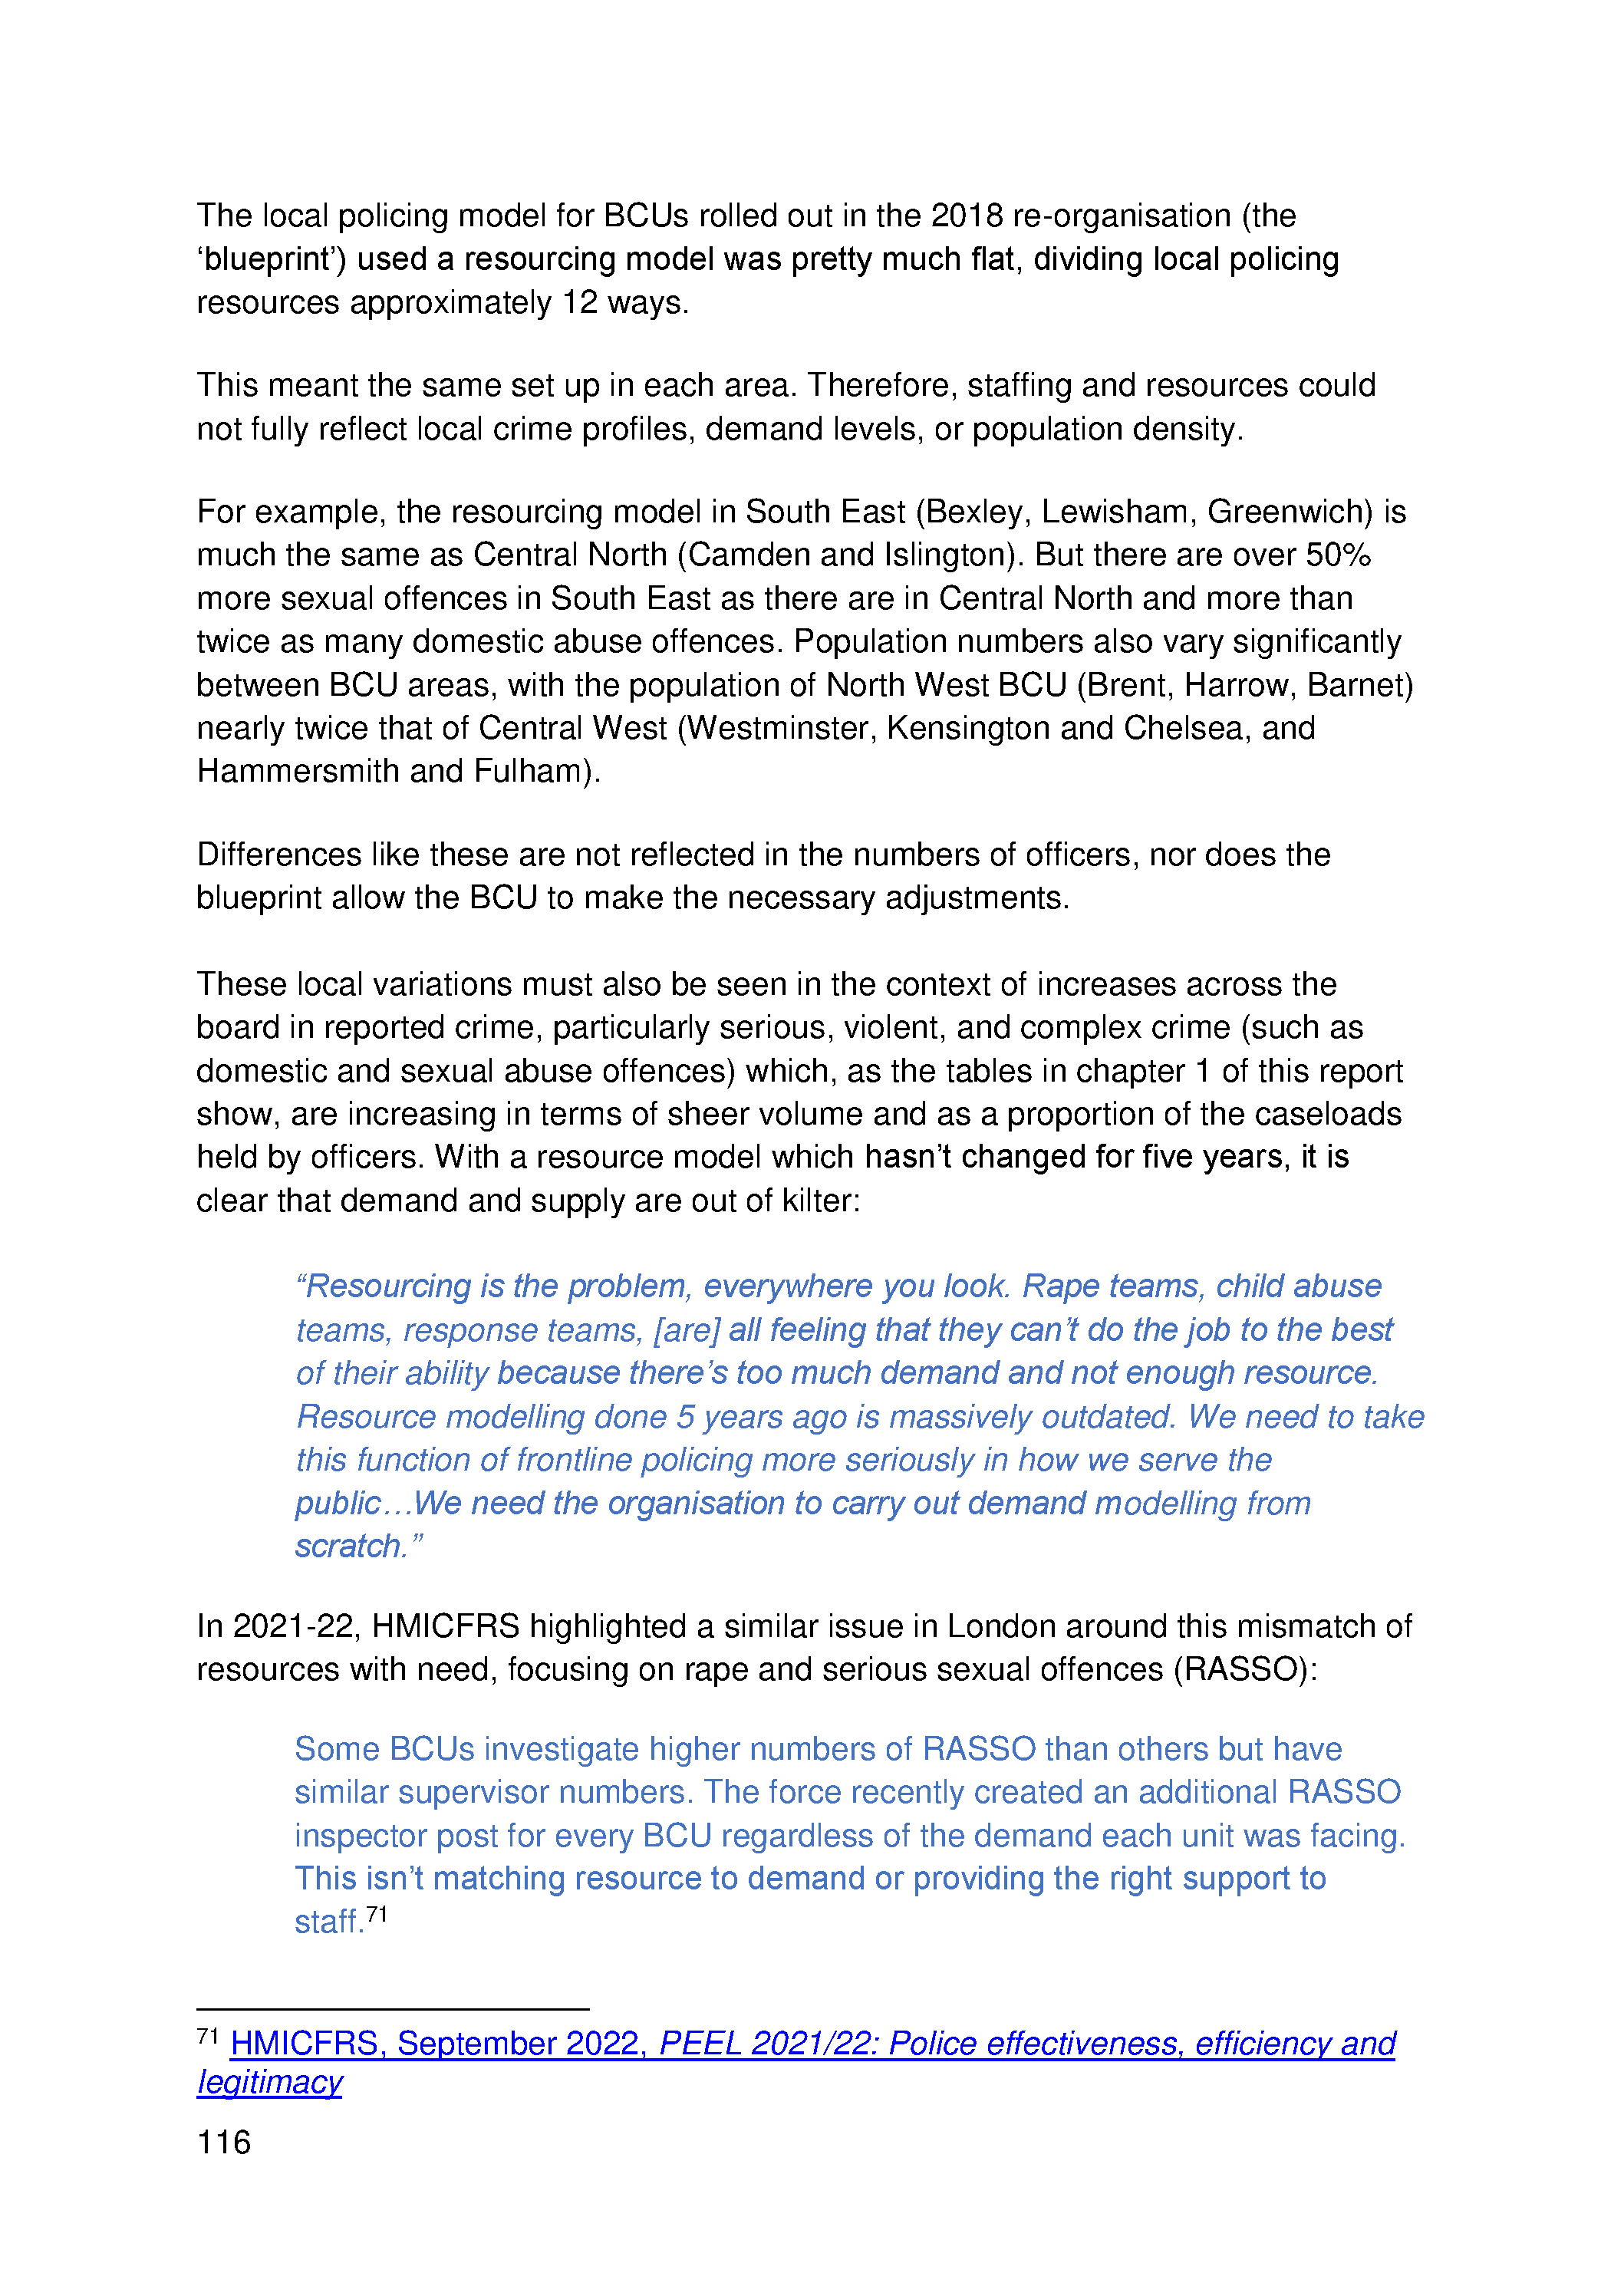 The local policing model for BCUs rolled out in the 2018 re-organisation (the
‘blueprint’) used a resourcing model was pretty much flat, dividing local policing
resources approximately 12 ways.
This meant the same set up in each area. Therefore, staffing and resources could
not fully reflect local crime profiles, demand levels, or population density.
For example, the resourcing model in South East (Bexley, Lewisham, Greenwich) is
much the same as Central North (Camden and Islington). But there are over 50%
more sexual offences in South East as there are in Central North and more than
twice as many domestic abuse offences. Population numbers also vary significantly
between BCU areas, with the population of North West BCU (Brent, Harrow, Barnet)
nearly twice that of Central West (Westminster, Kensington and Chelsea, and
Hammersmith and Fulham).
Differences like these are not reflected in the numbers of officers, nor does the
blueprint allow the BCU to make the necessary adjustments.
These local variations must also be seen in the context of increases across the
board in reported crime, particularly serious, violent, and complex crime (such as
domestic and sexual abuse offences) which, as the tables in chapter 1 of this report
show, are increasing in terms of sheer volume and as a proportion of the caseloads
held by officers. With a resource model which hasn’t changed for five years, it is
clear that demand and supply are out of kilter:
“Resourcing is the problem, everywhere you look. Rape teams, child abuse
teams, response teams, [are] all feeling that they can’t do the job to the best
of their ability because there’s too much demand and not enough resource.
Resource modelling done 5 years ago is massively outdated. We need to take
this function of frontline policing more seriously in how we serve the
public…We need the organisation to carry out demand modelling from
scratch.”
In 2021-22, HMICFRS highlighted a similar issue in London around this mismatch of
resources with need, focusing on rape and serious sexual offences (RASSO):
Some BCUs investigate higher numbers of RASSO than others but have
similar supervisor numbers. The force recently created an additional RASSO
inspector post for every BCU regardless of the demand each unit was facing.
This isn’t matching resource to demand or providing the right support to
staff.71
71 HMICFRS, September 2022, PEEL 2021/22: Police effectiveness, efficiency and
legitimacy
116